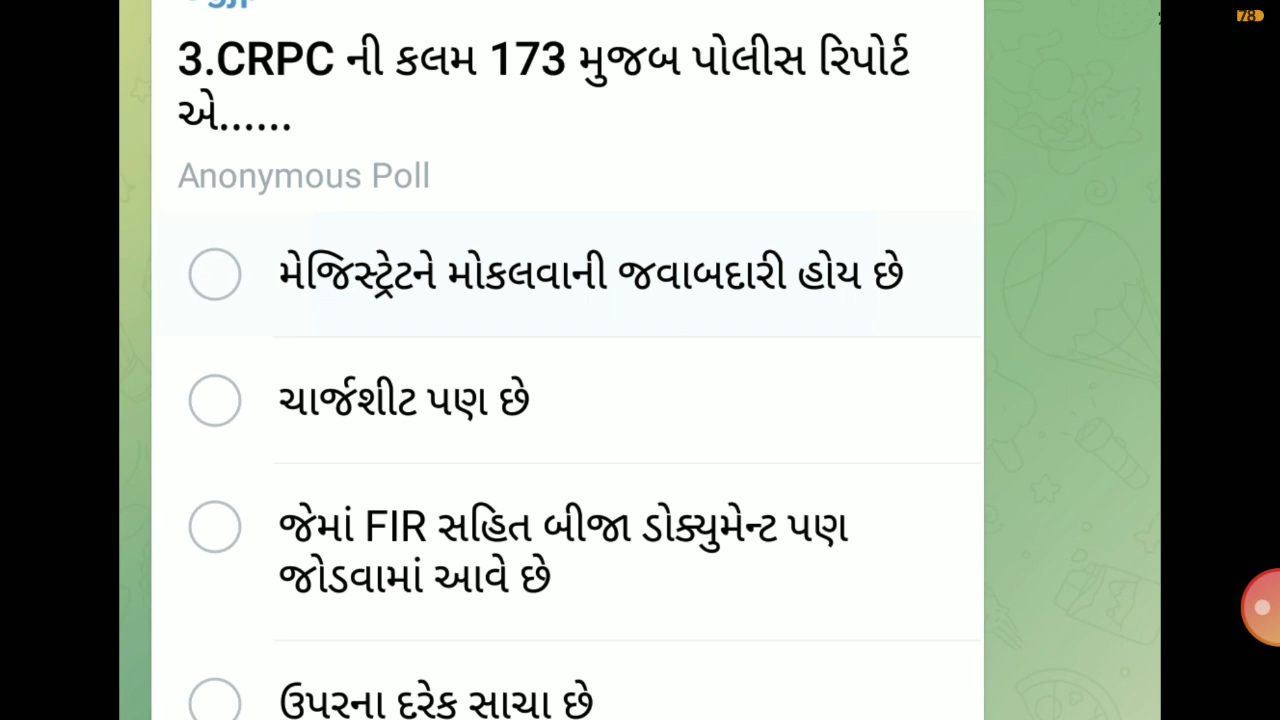 78
3.CRPC ની કલમ 173 મુજબ પોલીસ રિપોર્ટ
એ......
Anonymous Poll
મેજિસ્ટ્રેટને મોકલવાની જવાબદારી હોય છે
ચાર્જશીટ પણ છે
જેમાં FIR સહિત બીજા ડોક્યુમેન્ટ પણ
જોડવામાં આવે છે
ઉપરના દરેક સાચા છે